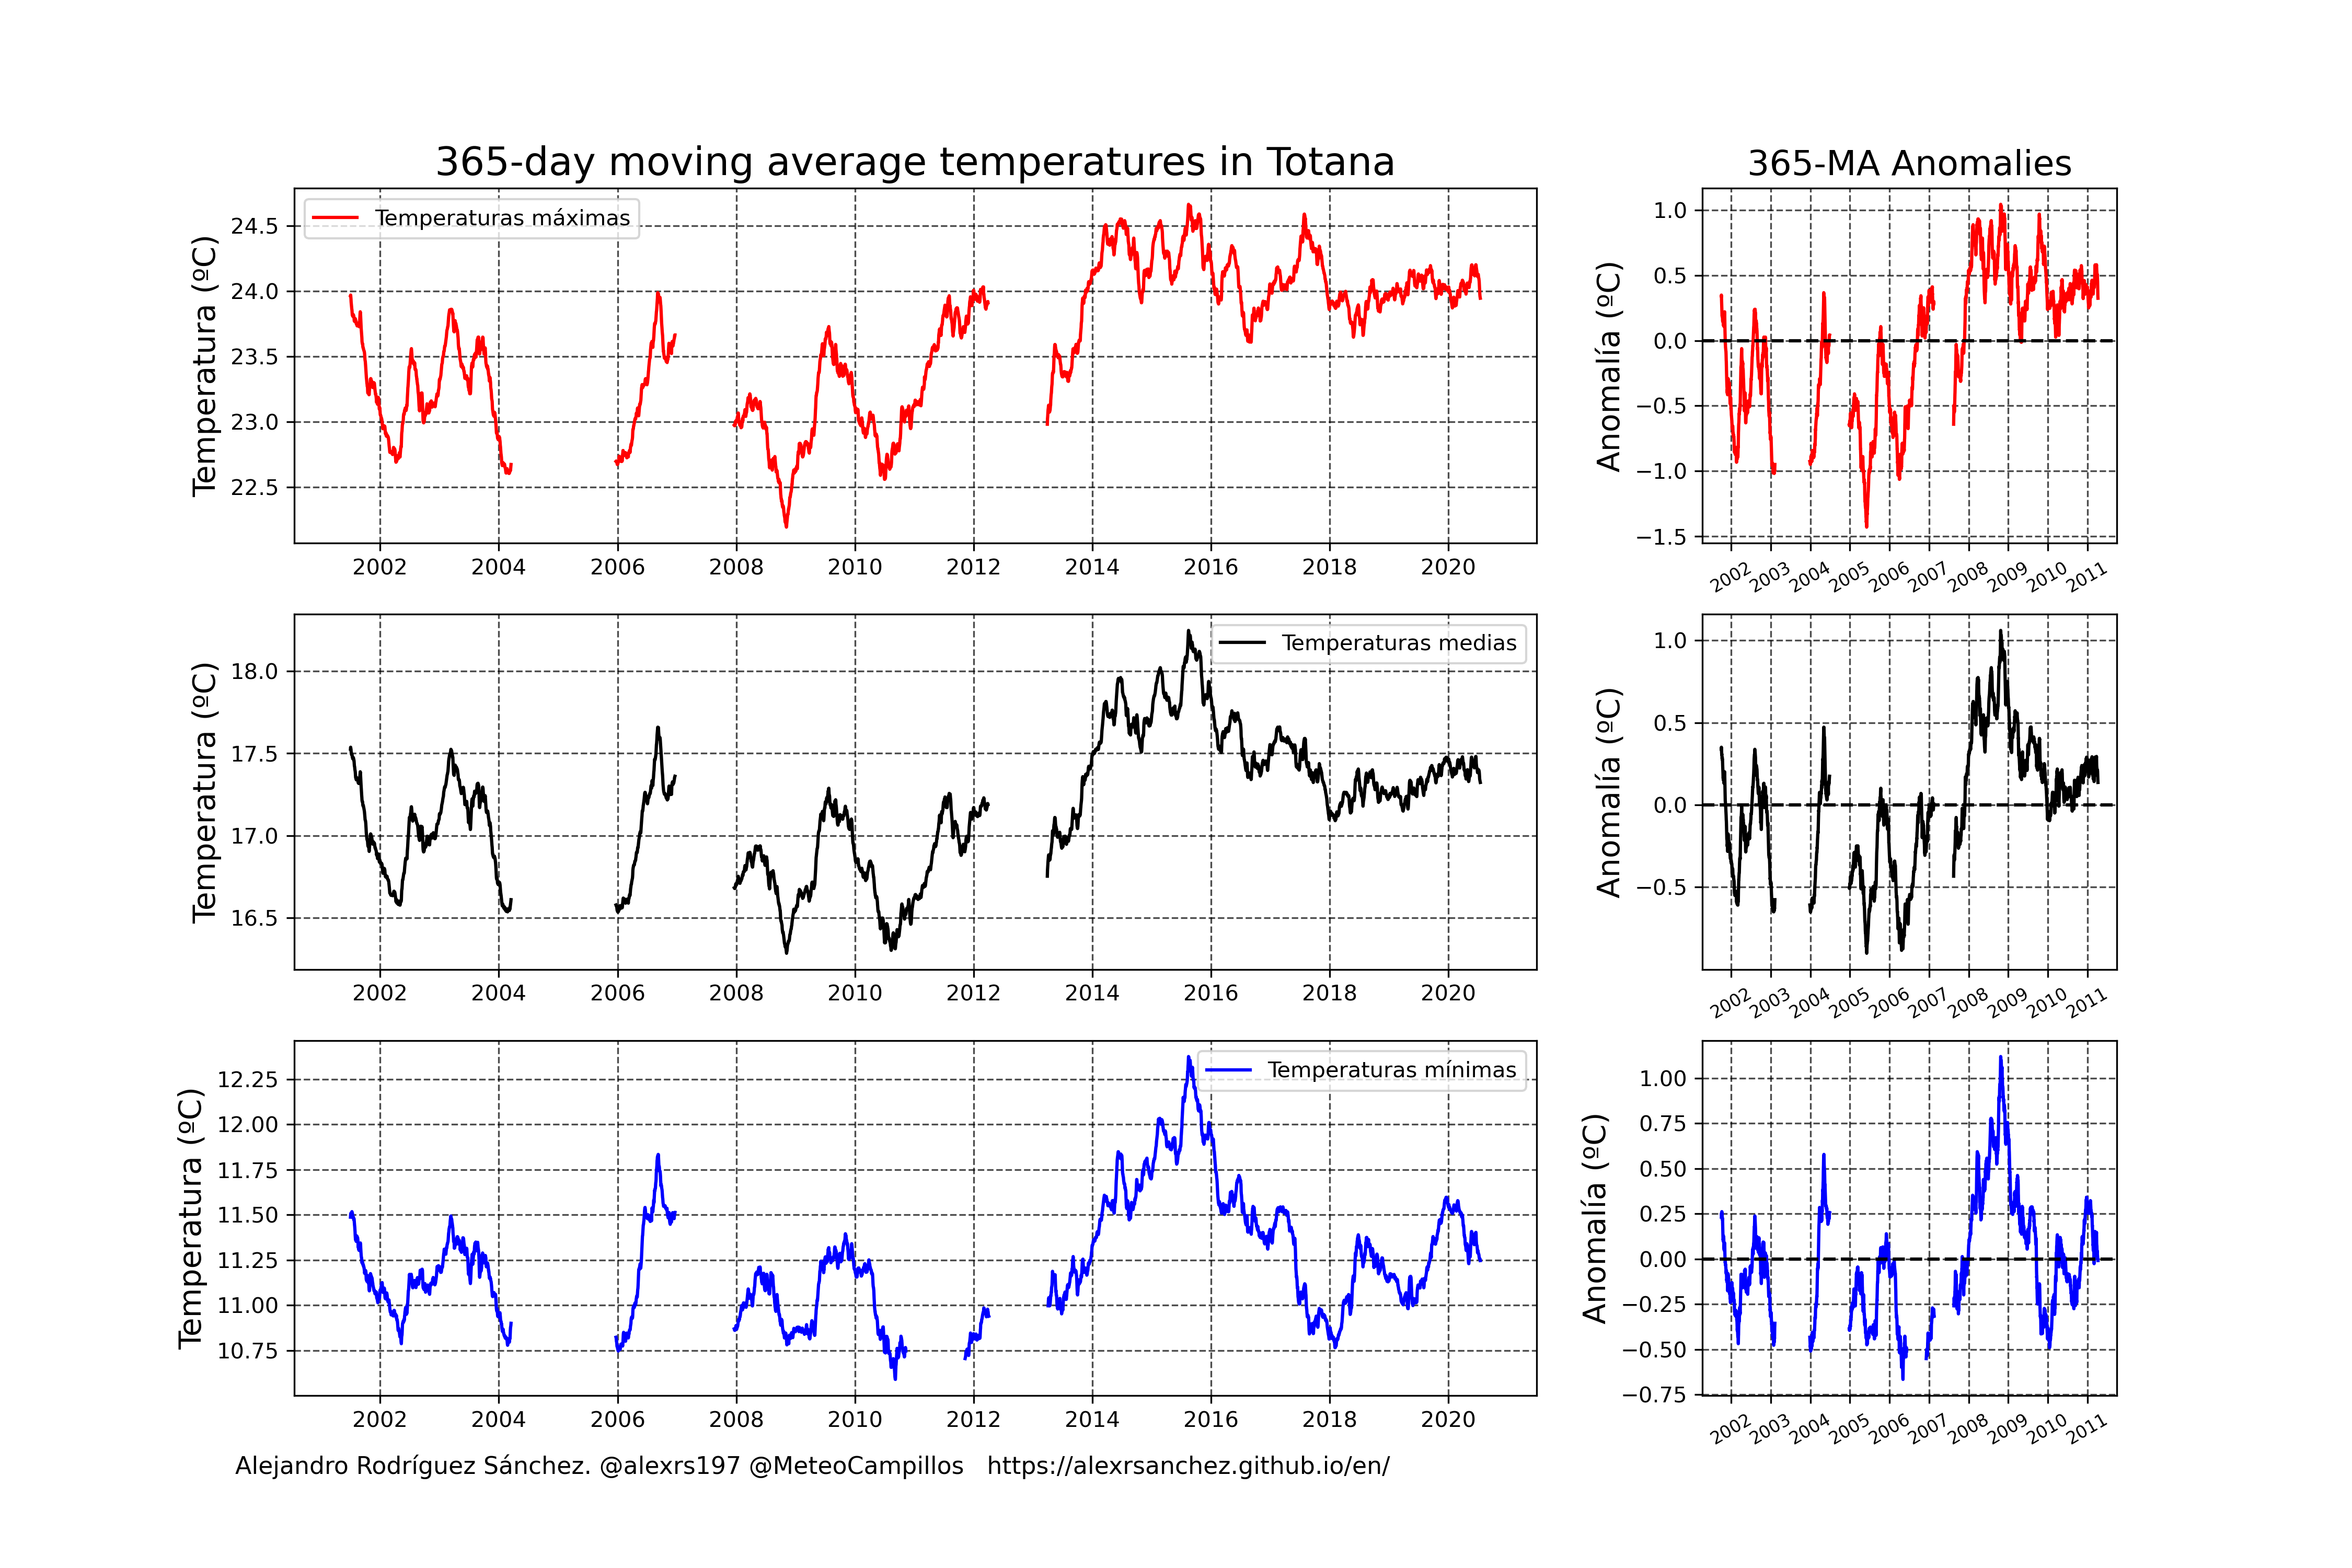 365-day moving average temperatures in Totana
365-MA Anomalies
Temperatura (ºC)
24.5
24.0
23.5
23.0
22.5
Temperaturas máximas
2002 2004 2006 2008 2010 2012 2014 2016 2018 2020
Anomalía (ºC)
1.0
0.5
0.0
−0.5
−1.0
−1.5
2002 2003 2004 2005 2006 2007 2008 2009 2010 2011
Temperatura (ºC)
18.0
17.5
17.0
16.5
Temperaturas medias
2002 2004 2006 2008 2010 2012 2014 2016 2018 2020
Anomalía (ºC)
1.0
0.5
0.0
−0.5
2002 2003 2004 2005 2006 2007 2008 2009 2010 2011
Temperatura (ºC)
12.25
12.00
11.75
11.50
11.25
11.00
10.75
Temperaturas mínimas
2002 2004 2006 2008 2010 2012 2014 2016 2018 2020
Anomalía (ºC)
1.00
0.75
0.50
0.25
0.00
−0.25
−0.50
−0.75
2002 2003 2004 2005 2006 2007 2008 2009 2010 2011
Alejandro Rodríguez Sánchez. @alexrs197 @MeteoCampillos https://alexrsanchez.github.io/en/